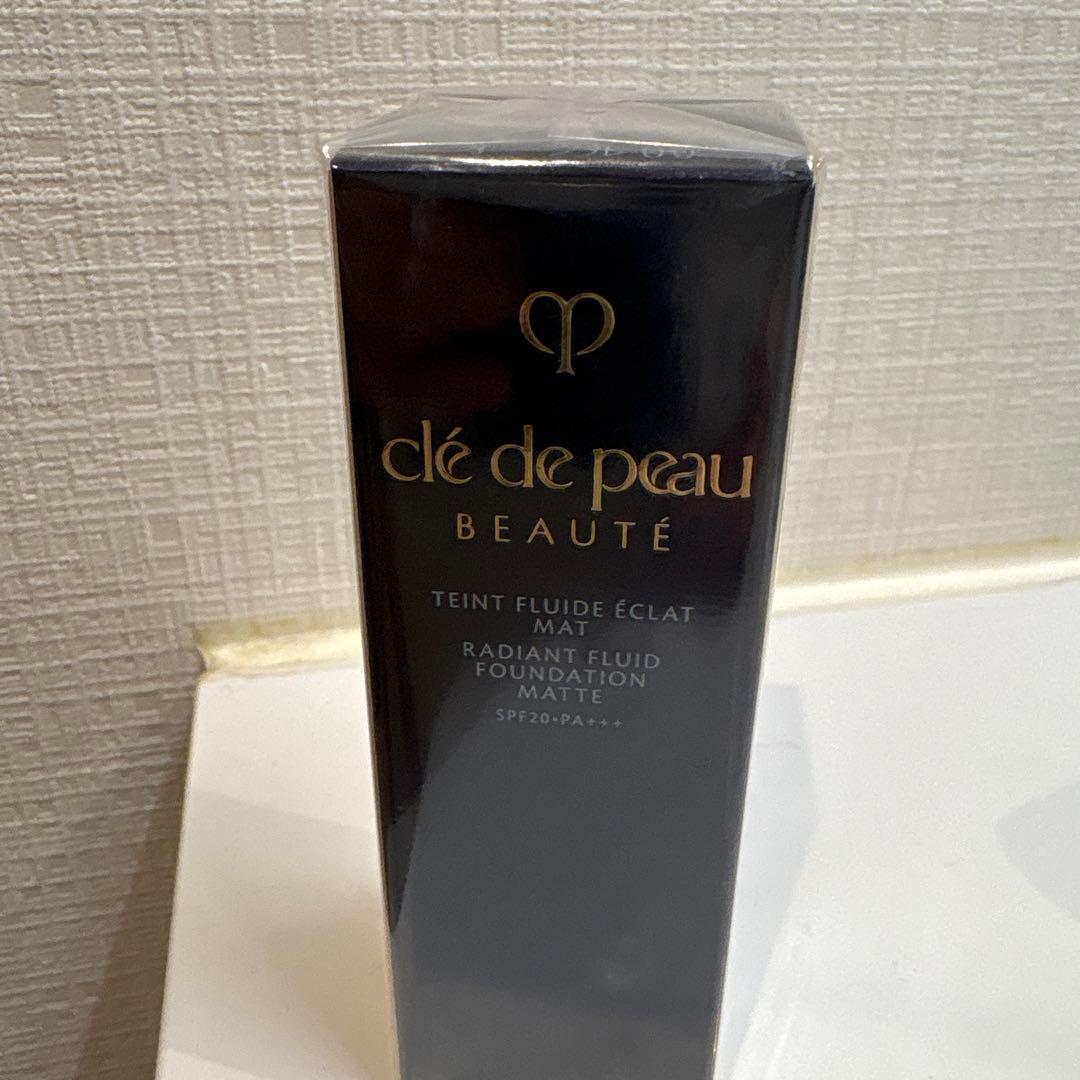 clé de peau
BEAUTÉ
TEINT FLUIDE ÉCLAT
MAT
RADIANT FLUID
FOUNDATION
MATTE
SPF20•PA+++